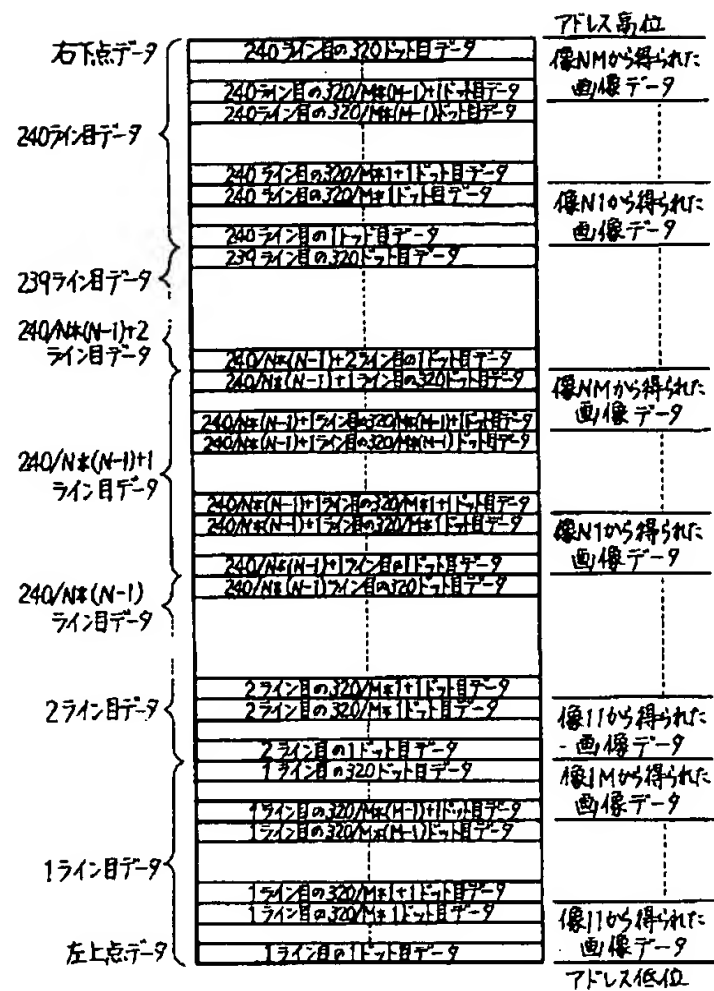 アドレス高位
右下点データ
240ライン目の320ドット目データ
240ライン目の320/M*(M-1)+1ドット目データ
240ライン目の320/M*(M-1)ドット目データ
像NMから得られた
画像データ
240ライン目データ
240ライン目の320/M*1+1ドット目データ
240ライン目の320/M*1ドット目データ
240ライン目の1ドット目データ
像N1から得られた
画像データ
239ライン目の320ドット目データ
239ライン目データ
240/N*(N-1)+2
ライン目データ
240/N*(N-1)+2ライン目の1ドット目データ
240/N*(N-1)+1ライン目の320ドット目データ
240/N*(N-1)+1ライン目の320/M*(M-1)+1ドット目データ
240/N*(N-1)+1ライン目の320/M*(M-1)ドット目データ
像NMから得られた
画像データ
240/N*(N-1)+1
ライン目データ
240/N*(N-1)+1ライン目の320/M*1+1ドット目データ
240/N*(N-1)+1ライン目の320/M*1ドット目データ
240/N*(N-1)+1ライン目の1ドット目データ
像N1から得られた
画像データ
240/N*(N-1)ライン目の320ドット目データ
240/N*(N-1)
ライン目データ
2ライン目の320/M*1+1ドット目データ
2ライン目の320/M*1ドット目データ
2ライン目データ
2ライン目の1ドット目データ
像11から得られた
画像データ
1ライン目の320ドット目データ
1ライン目の320/M*(M-1)+1ドット目データ
1ライン目の320/M*(M-1)ドット目データ
像1Mから得られた
画像データ
1ライン目データ
1ライン目の320/M*1+1ドット目データ
1ライン目の320/M*1ドット目データ
像11から得られた
画像データ
左上点データ
1ライン目の1ドット目データ
アドレス低位